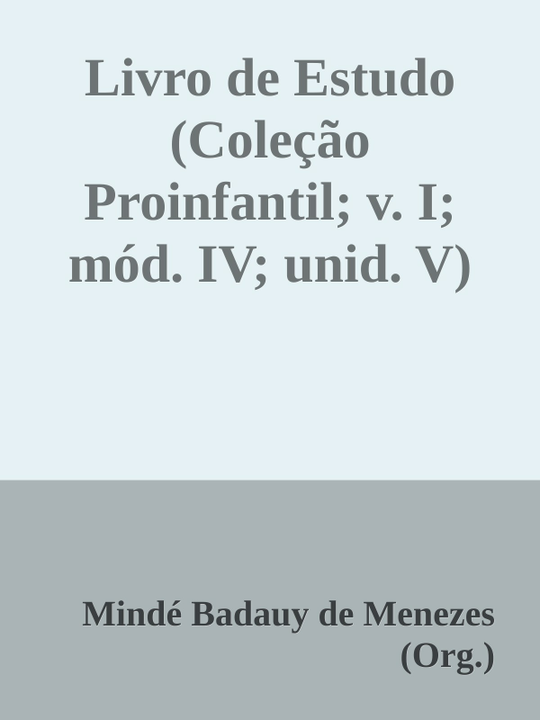 Livro de Estudo
(Coleção
Proinfantil; v. I;
mód. IV; unid. V)
Mindé Badauy de Menezes
(Org.)